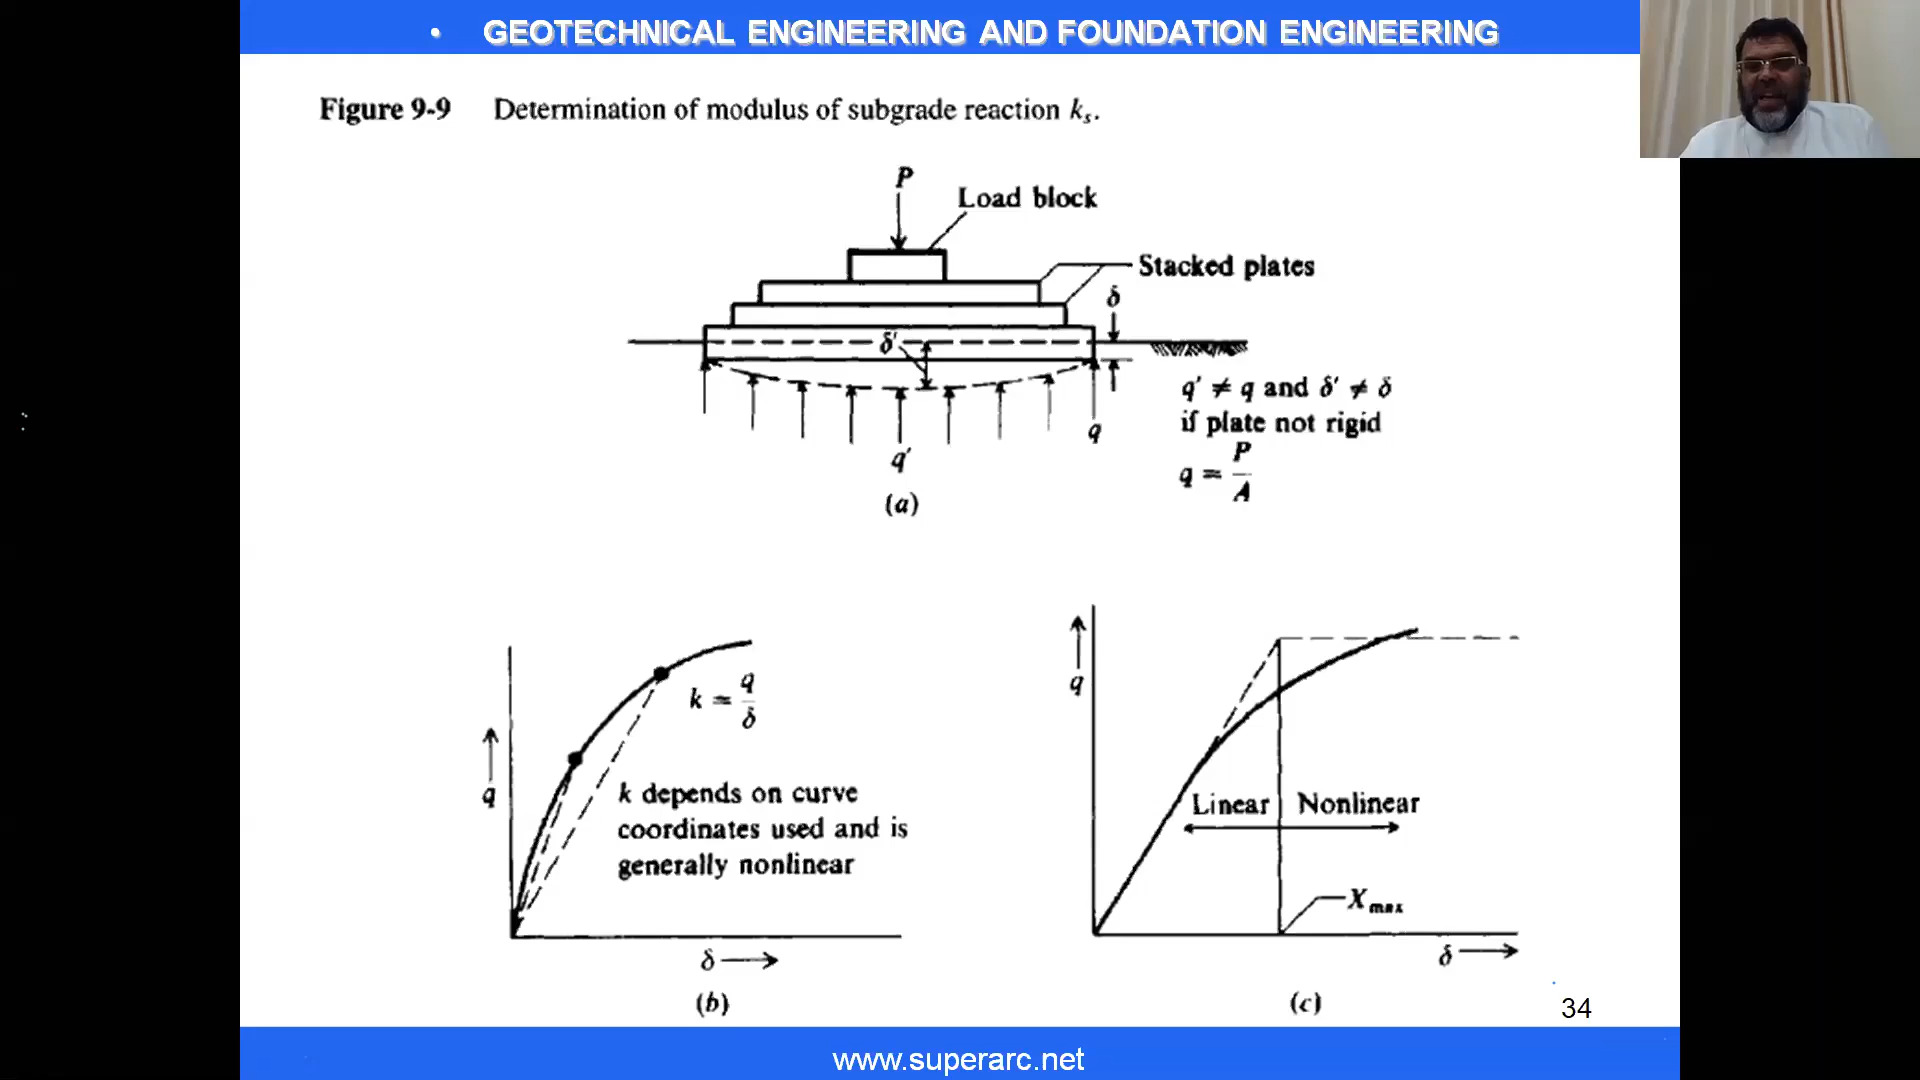 • GEOTECHNICAL ENGINEERING AND FOUNDATION ENGINEERING
Figure 9-9 Determination of modulus of subgrade reaction kₛ.
P
Load block
Stacked plates
δ
δ′
q′ ≠ q and δ′ ≠ δ
if plate not rigid
q = P/A
q
q′
(a)
k = q/δ
q
k depends on curve
coordinates used and is
generally nonlinear
δ
(b)
q
Linear Nonlinear
Xmax
δ
(c)
34
www.superarc.net